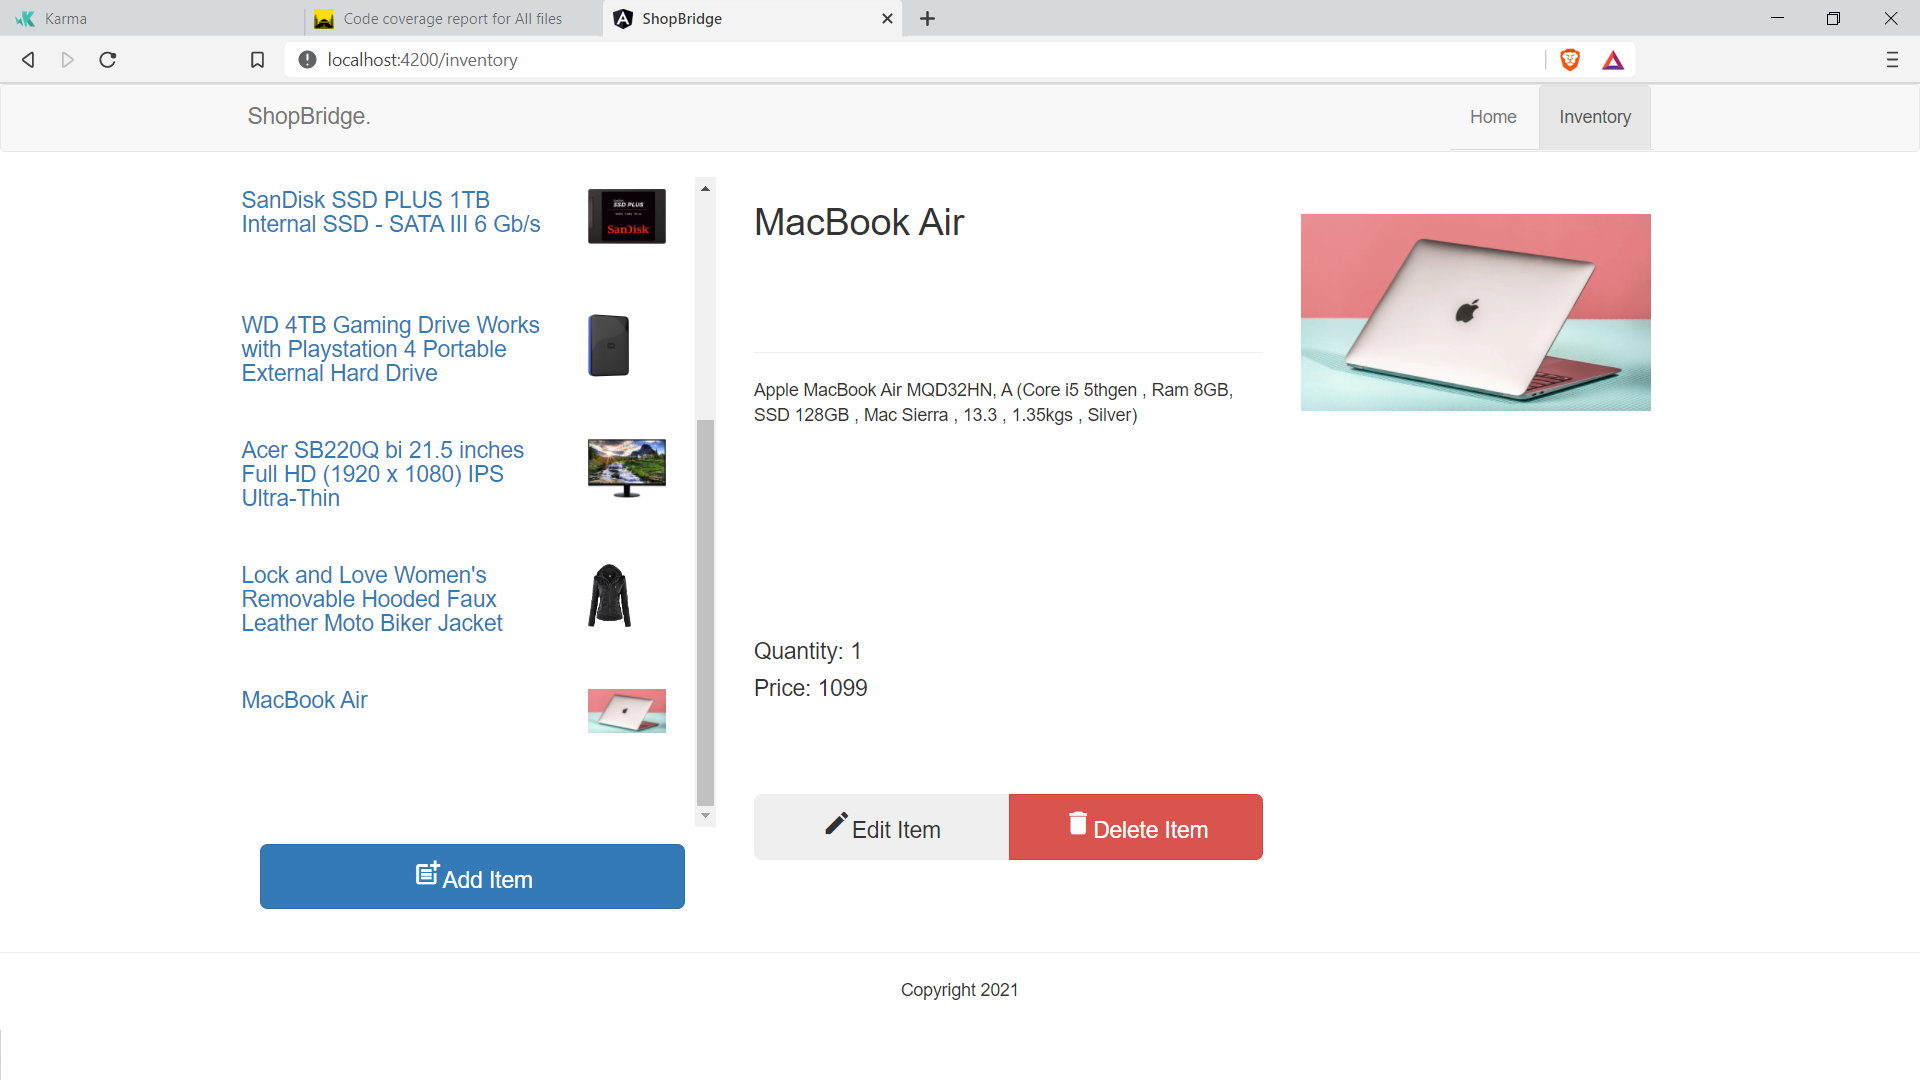 Karma
Code coverage report for All files
ShopBridge
localhost:4200/inventory
ShopBridge.
Home
Inventory
SanDisk SSD PLUS 1TB
Internal SSD - SATA III 6 Gb/s
SSD PLUS
SanDisk
WD 4TB Gaming Drive Works
with Playstation 4 Portable
External Hard Drive
Acer SB220Q bi 21.5 inches
Full HD (1920 x 1080) IPS
Ultra-Thin
Lock and Love Women's
Removable Hooded Faux
Leather Moto Biker Jacket
MacBook Air
Add Item
MacBook Air
Apple MacBook Air MQD32HN, A (Core i5 5thgen , Ram 8GB,
SSD 128GB , Mac Sierra , 13.3 , 1.35kgs , Silver)
Quantity: 1
Price: 1099
Edit Item
Delete Item
Copyright 2021